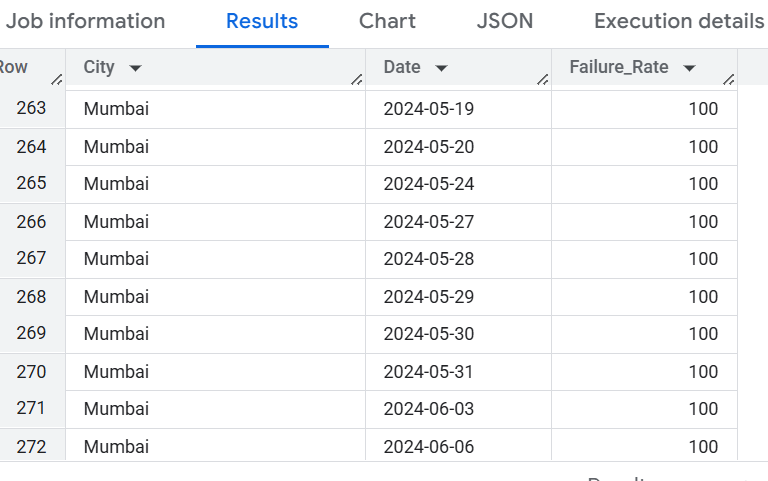 Job information Results Chart JSON Execution details
Row City Date Failure_Rate
263 Mumbai 2024-05-19 100
264 Mumbai 2024-05-20 100
265 Mumbai 2024-05-24 100
266 Mumbai 2024-05-27 100
267 Mumbai 2024-05-28 100
268 Mumbai 2024-05-29 100
269 Mumbai 2024-05-30 100
270 Mumbai 2024-05-31 100
271 Mumbai 2024-06-03 100
272 Mumbai 2024-06-06 100